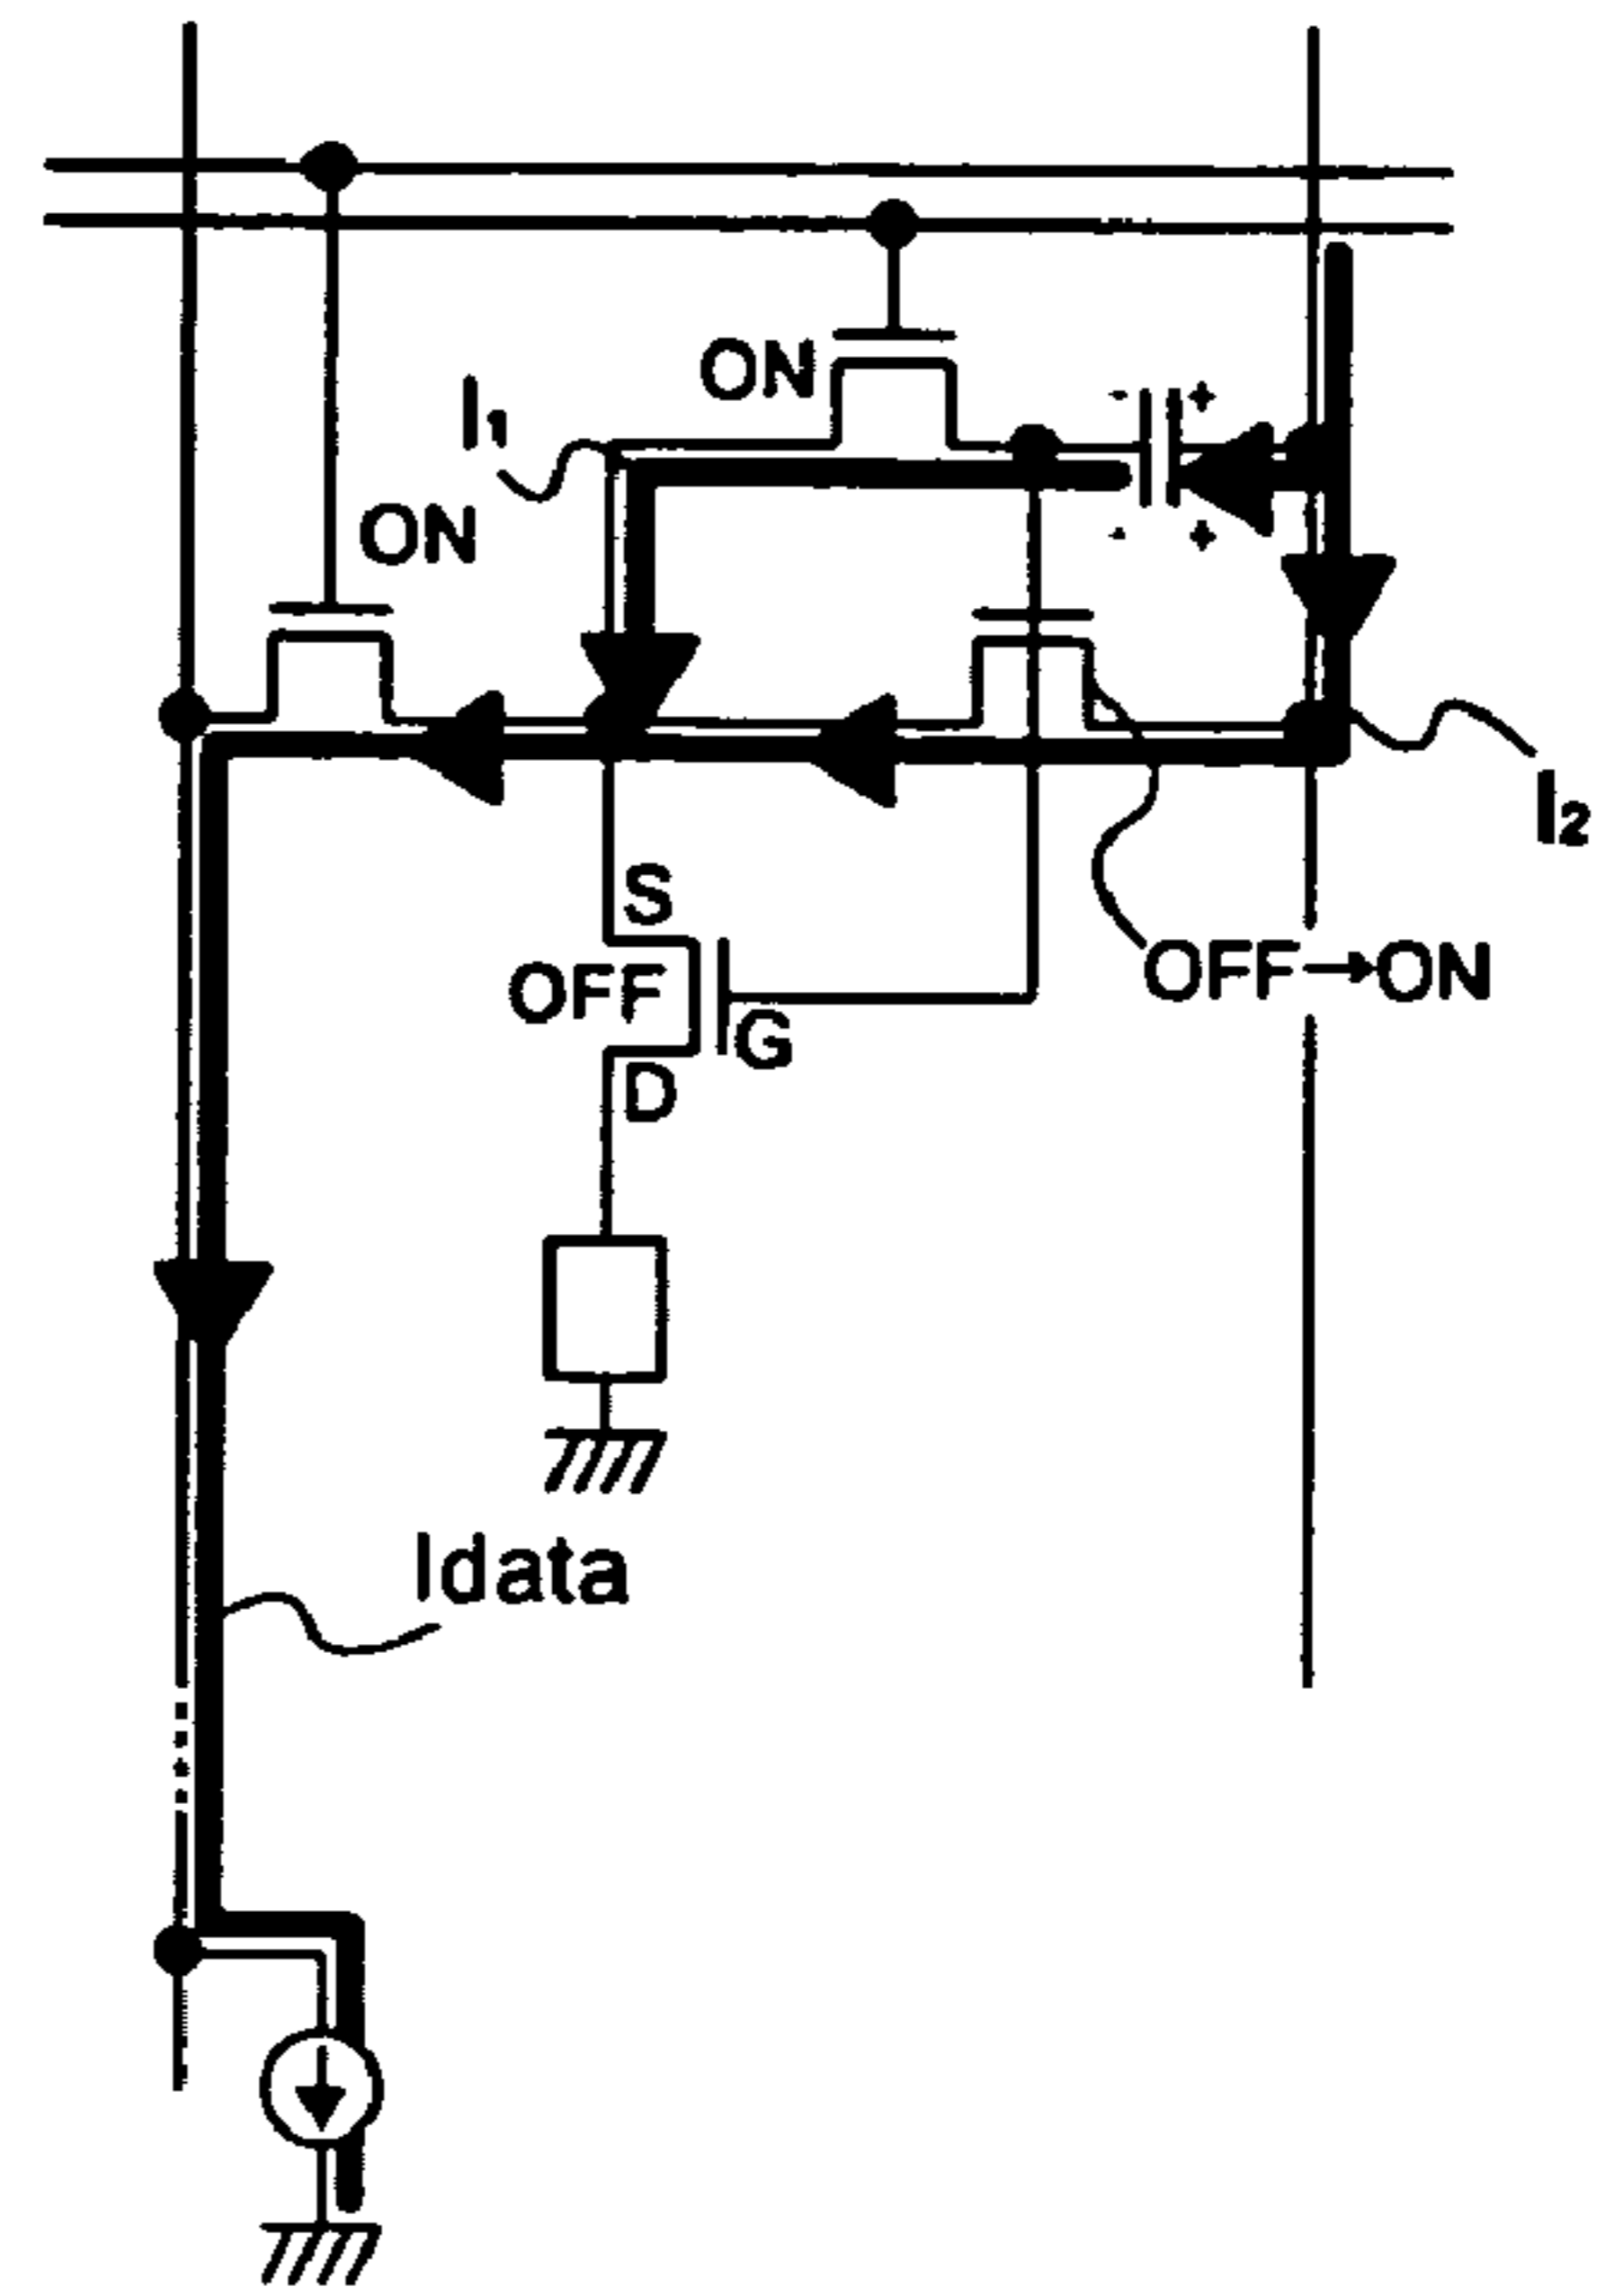 ON
I₁
- +
ON
- +
I₂
S
OFF
OFF→ON
G
D
Idata